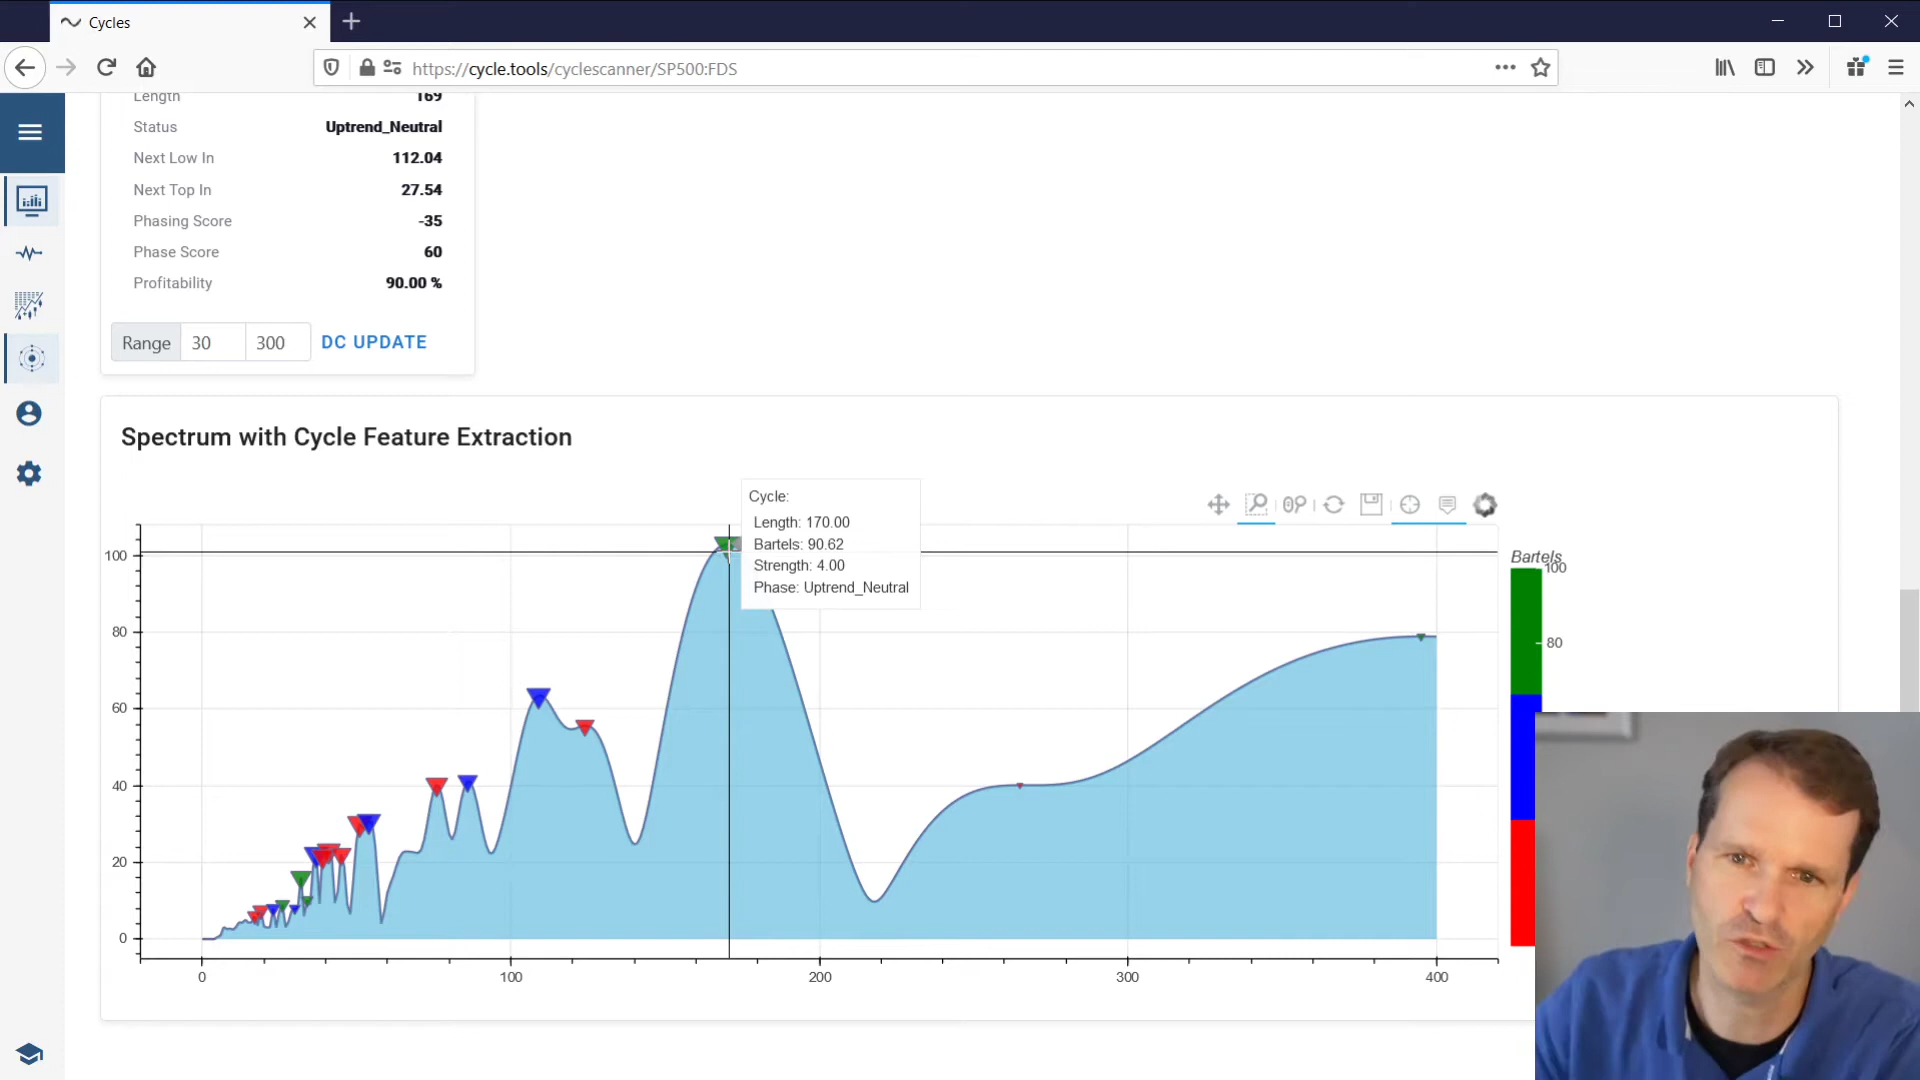 Cycles
https://cycle.tools/cyclescanner/SP500:FDS
Length 169
Status Uptrend_Neutral
Next Low In 112.04
Next Top In 27.54
Phasing Score -35
Phase Score 60
Profitability 90.00 %
Range 30 300 DC UPDATE
Spectrum with Cycle Feature Extraction
Cycle:
Length: 170.00
Bartels: 90.62
Strength: 4.00
Phase: Uptrend_Neutral
100
80
60
40
20
0
0 100 200 300 400
Bartels
100
80